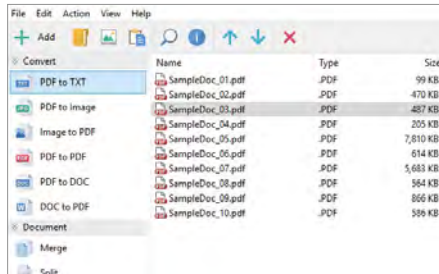 File Edit Action View Help
Add
Convert
PDF to TXT
PDF to Image
Image to PDF
PDF to PDF
PDF to DOC
DOC to PDF
Document
Merge
Split
Name Type Size
SampleDoc_01.pdf .PDF 99 KB
SampleDoc_02.pdf .PDF 470 KB
SampleDoc_03.pdf .PDF 487 KB
SampleDoc_04.pdf .PDF 205 KB
SampleDoc_05.pdf .PDF 7,810 KB
SampleDoc_06.pdf .PDF 614 KB
SampleDoc_07.pdf .PDF 5,683 KB
SampleDoc_08.pdf .PDF 564 KB
SampleDoc_09.pdf .PDF 866 KB
SampleDoc_10.pdf .PDF 586 KB